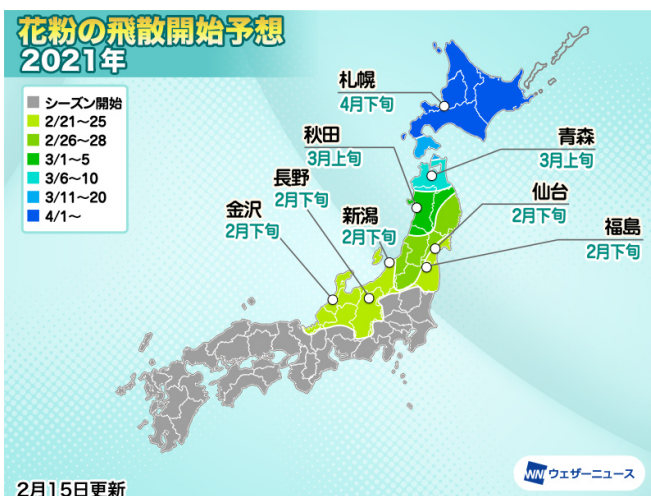 花粉の飛散開始予想
2021年
シーズン開始
2/21〜25
2/26〜28
3/1〜5
3/6〜10
3/11〜20
4/1〜
札幌
4月下旬
秋田
3月上旬
青森
3月上旬
長野
2月下旬
仙台
2月下旬
金沢
2月下旬
新潟
2月下旬
福島
2月下旬
2月15日更新
WNI ウェザーニュース